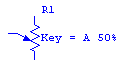 R1
Key = A 50%